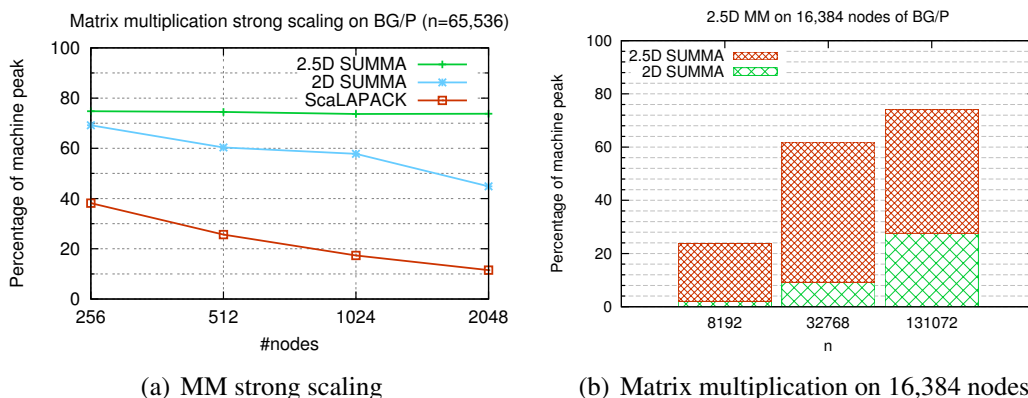 Matrix multiplication strong scaling on BG/P (n=65,536)
Percentage of machine peak
100
80
60
40
20
0
2.5D SUMMA
2D SUMMA
ScaLAPACK
256
512
1024
2048
#nodes
(a) MM strong scaling
2.5D MM on 16,384 nodes of BG/P
Percentage of machine peak
100
80
60
40
20
0
2.5D SUMMA
2D SUMMA
8192
32768
131072
n
(b) Matrix multiplication on 16,384 nodes